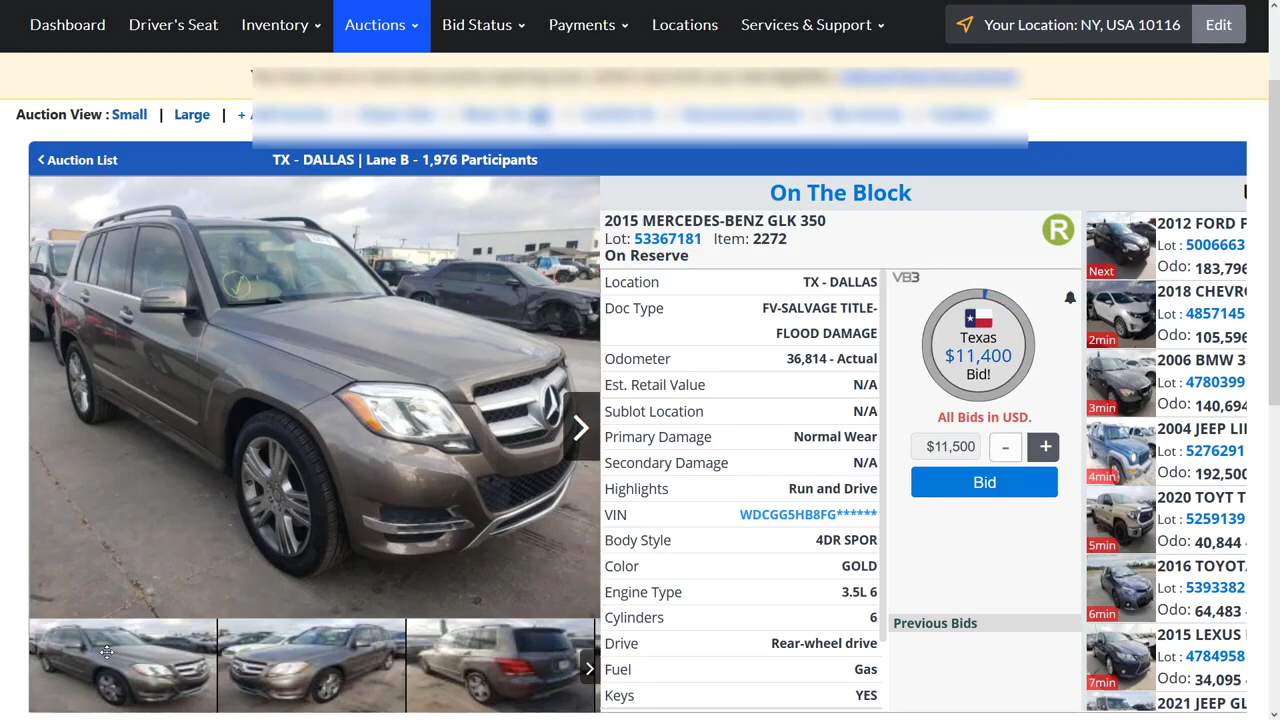 Dashboard Driver's Seat Inventory Auctions Bid Status Payments Locations Services & Support Your Location: NY, USA 10116 Edit
Auction View : Small | Large | +
Auction List TX - DALLAS | Lane B - 1,976 Participants
On The Block
2015 MERCEDES-BENZ GLK 350
Lot: 53367181 Item: 2272
On Reserve
R
Location TX - DALLAS
Doc Type FV-SALVAGE TITLE-
FLOOD DAMAGE
Odometer 36,814 - Actual
Est. Retail Value N/A
Sublot Location N/A
Primary Damage Normal Wear
Secondary Damage N/A
Highlights Run and Drive
VIN WDCGG5HB8FG******
Body Style 4DR SPOR
Color GOLD
Engine Type 3.5L 6
Cylinders 6
Drive Rear-wheel drive
Fuel Gas
Keys YES
VB3
Texas
$11,400
Bid!
All Bids in USD.
$11,500 - +
Bid
Previous Bids
2012 FORD F
Lot : 5006663
Odo: 183,796
Next
2018 CHEVR
Lot : 4857145
Odo: 105,596
2min
2006 BMW 3
Lot : 4780399
Odo: 140,694
3min
2004 JEEP LI
Lot : 5276291
Odo: 192,500
4min
2020 TOYT T
Lot : 5259139
Odo: 40,844
5min
2016 TOYOT
Lot : 5393382
Odo: 64,483
6min
2015 LEXUS
Lot : 4784958
Odo: 34,095
7min
2021 JEEP GL